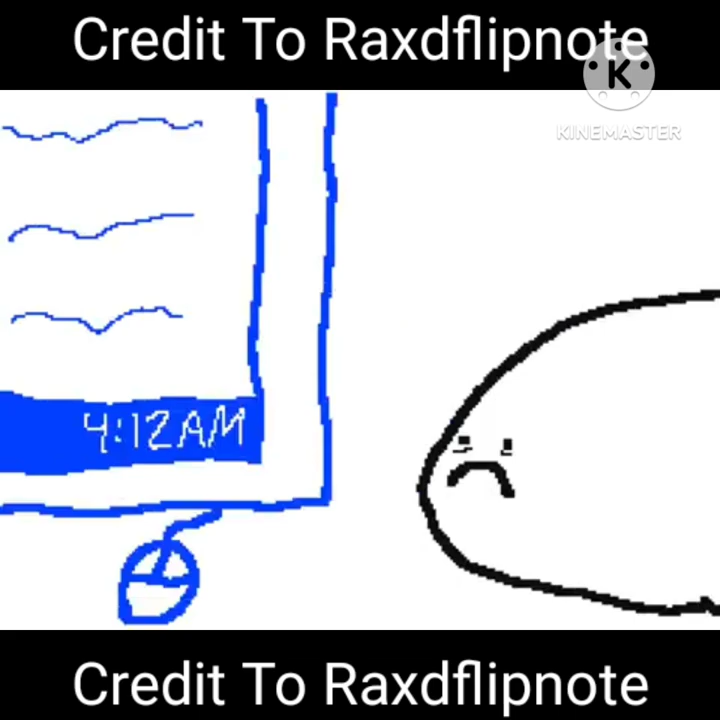 Credit To Raxdflipnote
K
KINEMASTER
4:12AM
Credit To Raxdflipnote